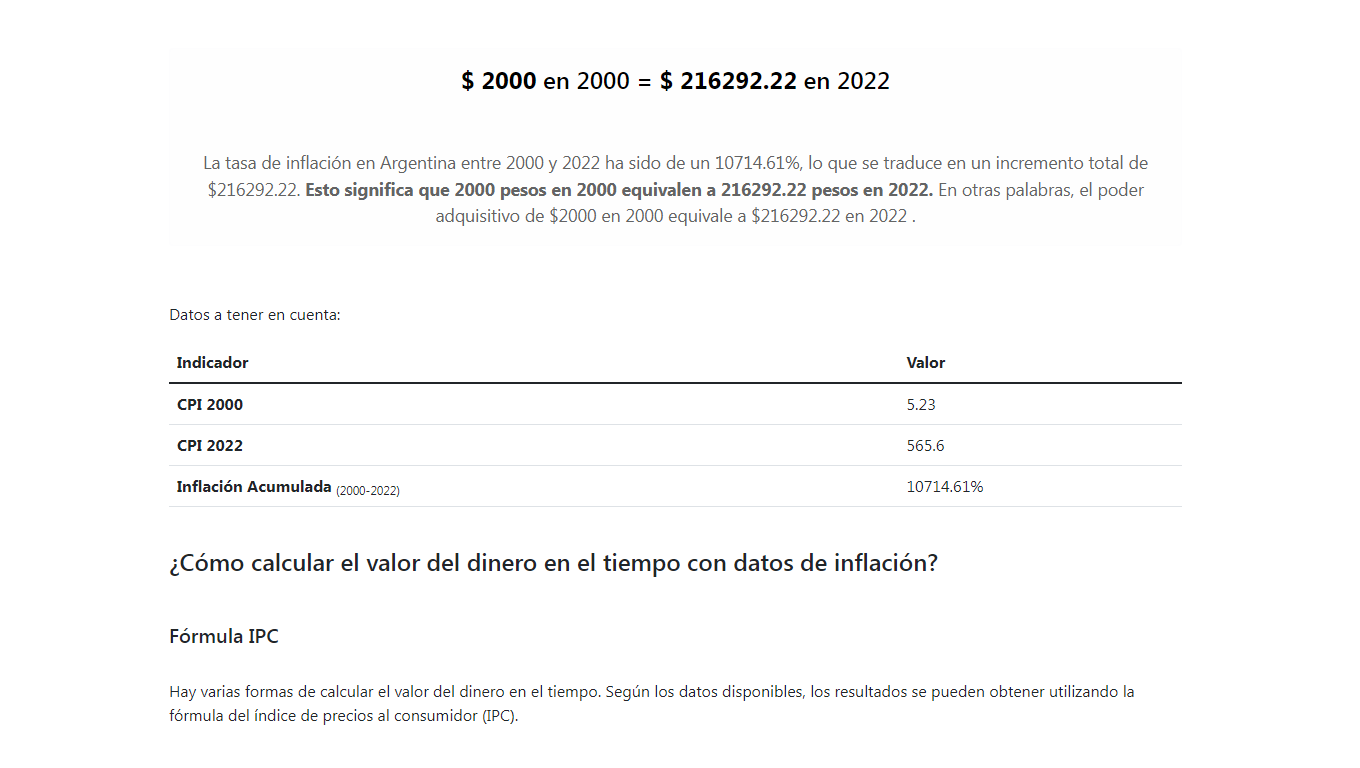 $ 2000 en 2000 = $ 216292.22 en 2022
La tasa de inflación en Argentina entre 2000 y 2022 ha sido de un 10714.61%, lo que se traduce en un incremento total de
$216292.22. Esto significa que 2000 pesos en 2000 equivalen a 216292.22 pesos en 2022. En otras palabras, el poder
adquisitivo de $2000 en 2000 equivale a $216292.22 en 2022 .
Datos a tener en cuenta:
Indicador Valor
CPI 2000 5.23
CPI 2022 565.6
Inflación Acumulada (2000-2022) 10714.61%
¿Cómo calcular el valor del dinero en el tiempo con datos de inflación?
Fórmula IPC
Hay varias formas de calcular el valor del dinero en el tiempo. Según los datos disponibles, los resultados se pueden obtener utilizando la
fórmula del índice de precios al consumidor (IPC).